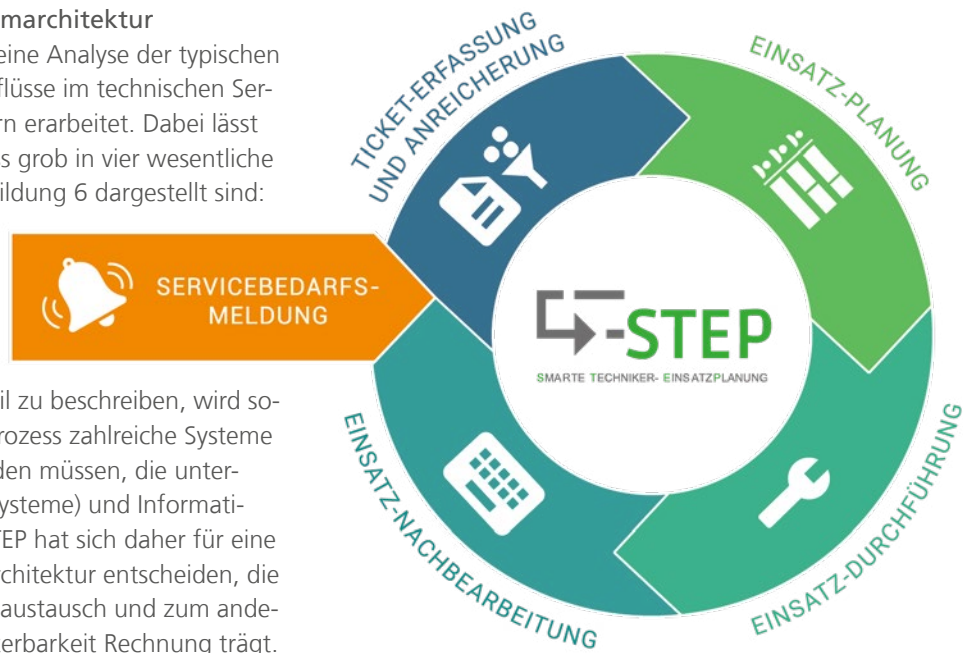 marchitektur
eine Analyse der typischen
flüsse im technischen Ser-
rn erarbeitet. Dabei lässt
s grob in vier wesentliche
bildung 6 dargestellt sind:
SERVICEBEDARFS-
MELDUNG
il zu beschreiben, wird so-
rozess zahlreiche Systeme
den müssen, die unter-
ysteme) und Informati-
TEP hat sich daher für eine
rchitektur entscheiden, die
austausch und zum ande-
terbarkeit Rechnung trägt.
TICKET-ERFASSUNG
UND ANREICHERUNG
EINSATZ-PLANUNG
-STEP
SMARTE TECHNIKER- EINSATZPLANUNG
EINSATZ-DURCHFÜHRUNG
EINSATZ-NACHBEARBEITUNG